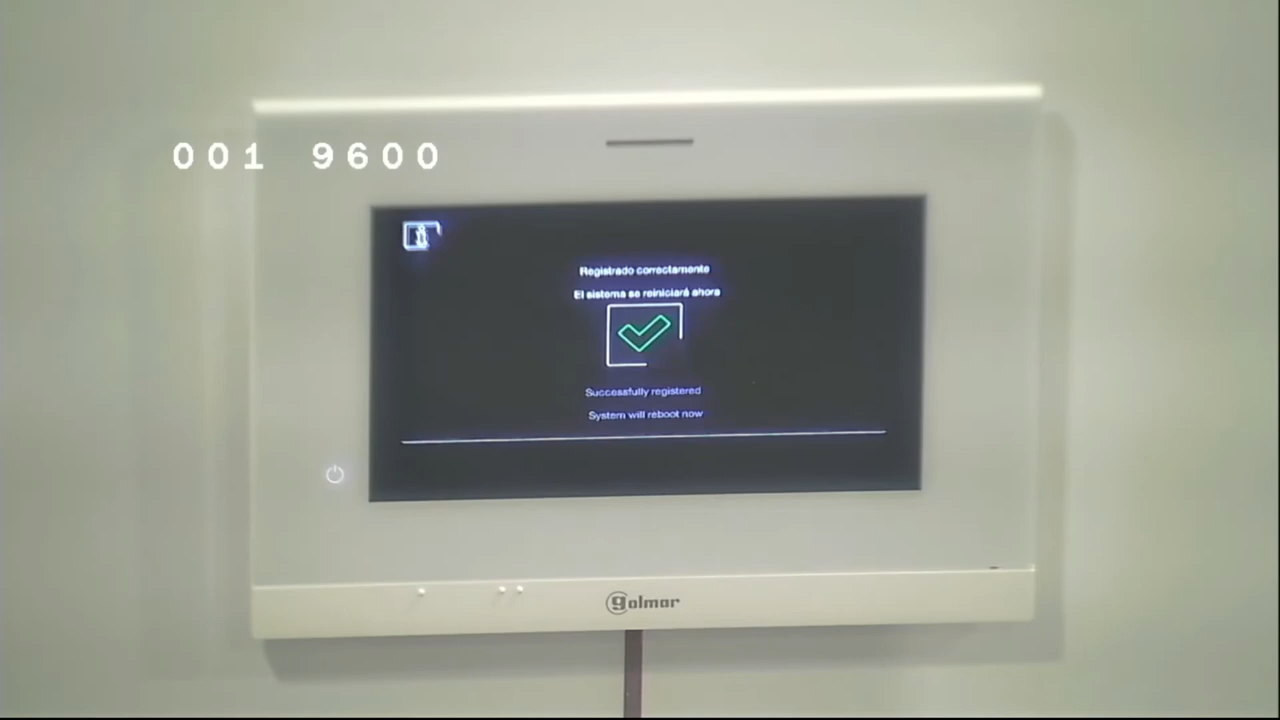 001 9600
Registrado correctamente
El sistema se reiniciará ahora
Successfully registered
System will reboot now
golmar